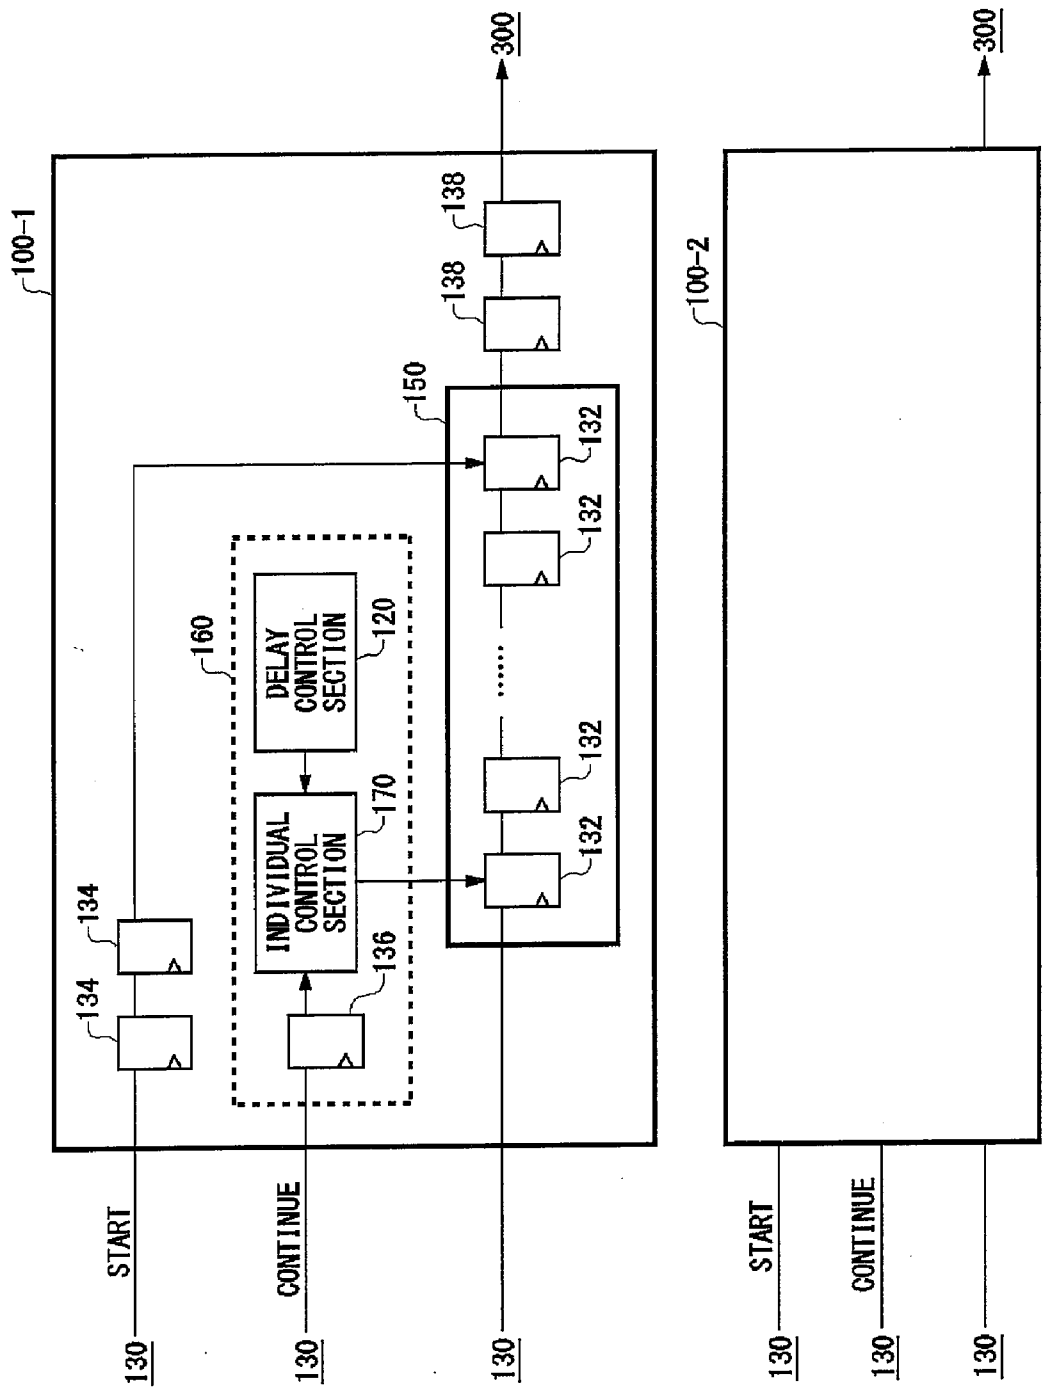 100-1
START
130
134
134
160
DELAY
CONTROL
SECTION
120
INDIVIDUAL
CONTROL
SECTION
170
136
CONTINUE
130
150
132
132
......
132
132
138
138
300
130
100-2
START
130
CONTINUE
130
130
300